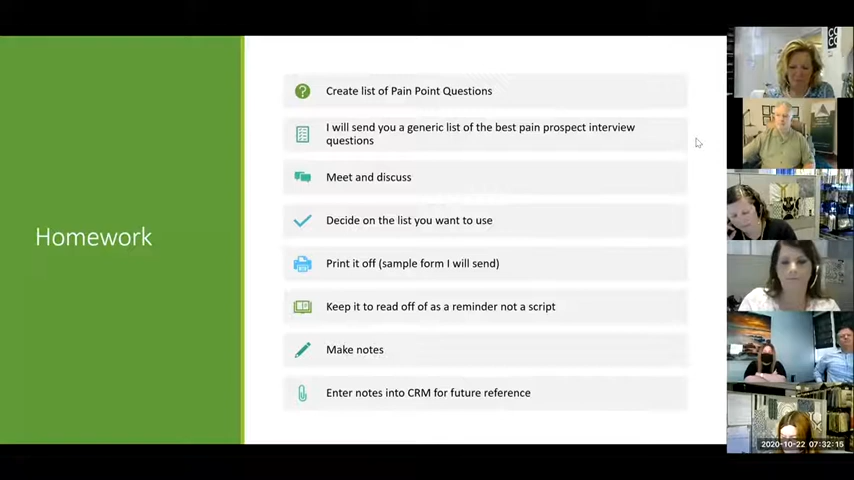 Homework
Create list of Pain Point Questions
I will send you a generic list of the best pain prospect interview
questions
Meet and discuss
Decide on the list you want to use
Print it off (sample form I will send)
Keep it to read off of as a reminder not a script
Make notes
Enter notes into CRM for future reference
2020-10-22 07:32:15